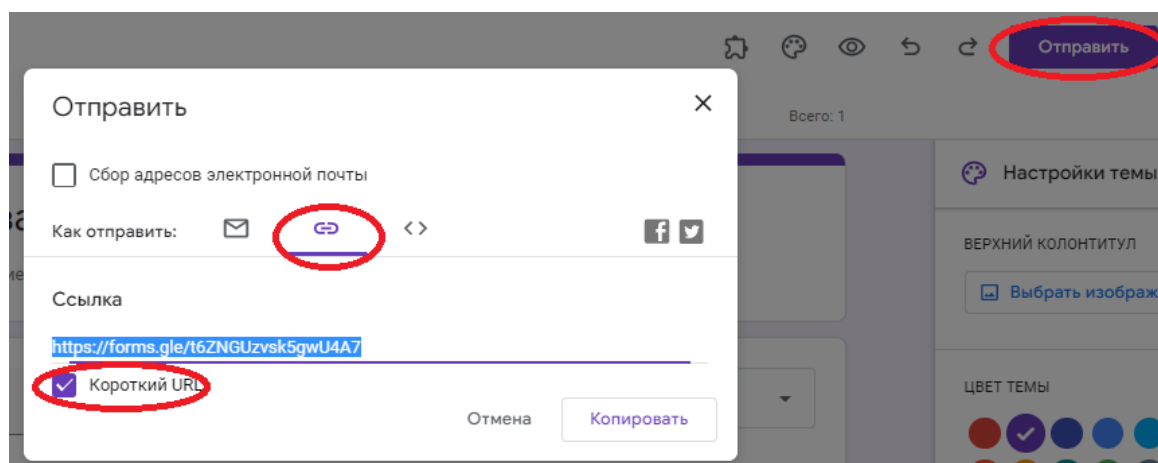 Отправить
Отправить
Всего: 1
Сбор адресов электронной почты
Настройки темы
Как отправить:
ВЕРХНИЙ КОЛОНТИТУЛ
Ссылка
Выбрать изображ
https://forms.gle/t6ZNGUzvsk5gwU4A7
Короткий URL
ЦВЕТ ТЕМЫ
Отмена
Копировать